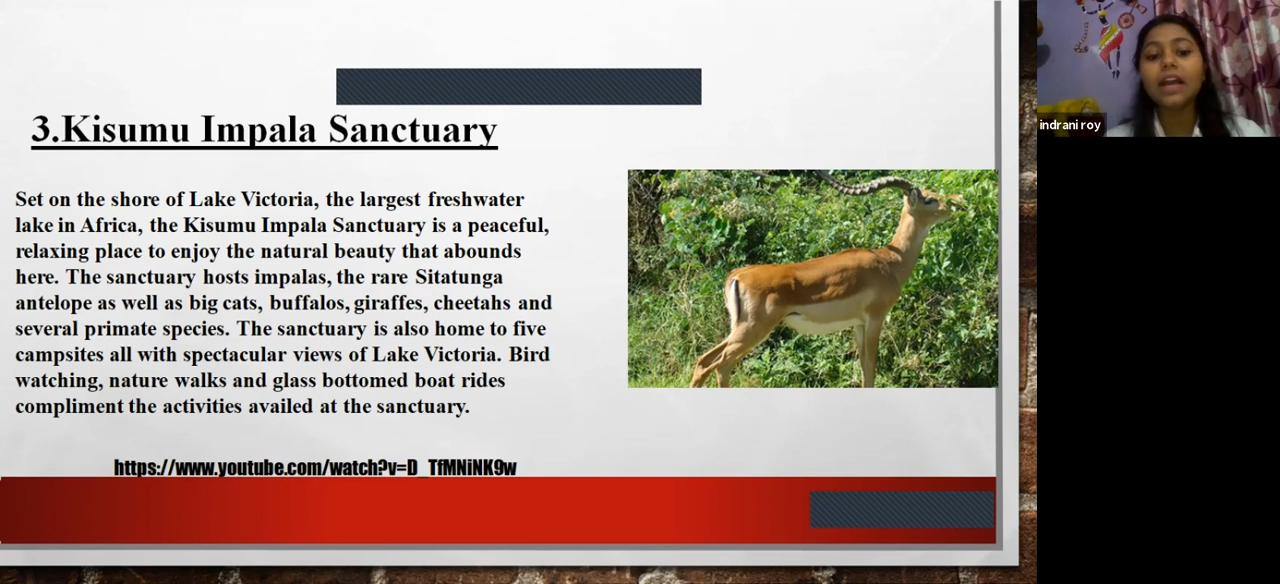 3.Kisumu Impala Sanctuary
Set on the shore of Lake Victoria, the largest freshwater
lake in Africa, the Kisumu Impala Sanctuary is a peaceful,
relaxing place to enjoy the natural beauty that abounds
here. The sanctuary hosts impalas, the rare Sitatunga
antelope as well as big cats, buffalos, giraffes, cheetahs and
several primate species. The sanctuary is also home to five
campsites all with spectacular views of Lake Victoria. Bird
watching, nature walks and glass bottomed boat rides
compliment the activities availed at the sanctuary.
https://www.youtube.com/watch?v=D_TfMNiNK9w
indrani roy